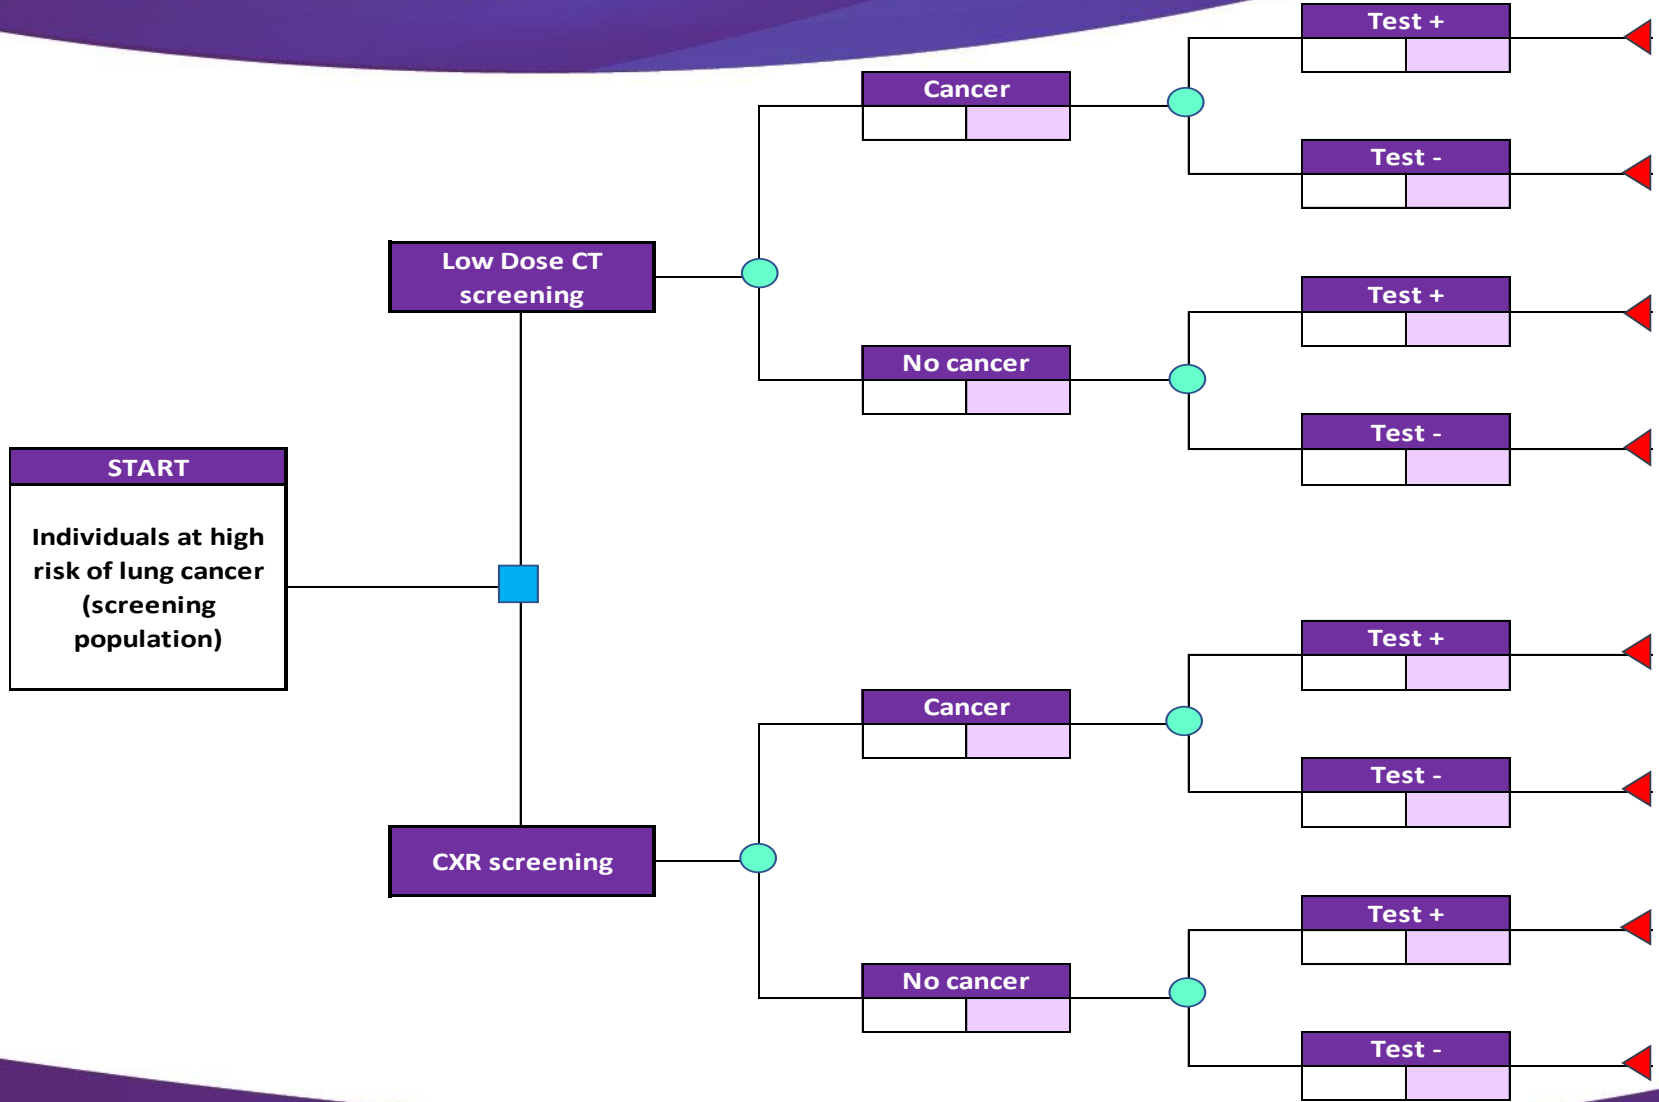 START
Individuals at high
risk of lung cancer
(screening
population)
Low Dose CT
screening
Cancer
Test +
Test -
No cancer
Test +
Test -
CXR screening
Cancer
Test +
Test -
No cancer
Test +
Test -